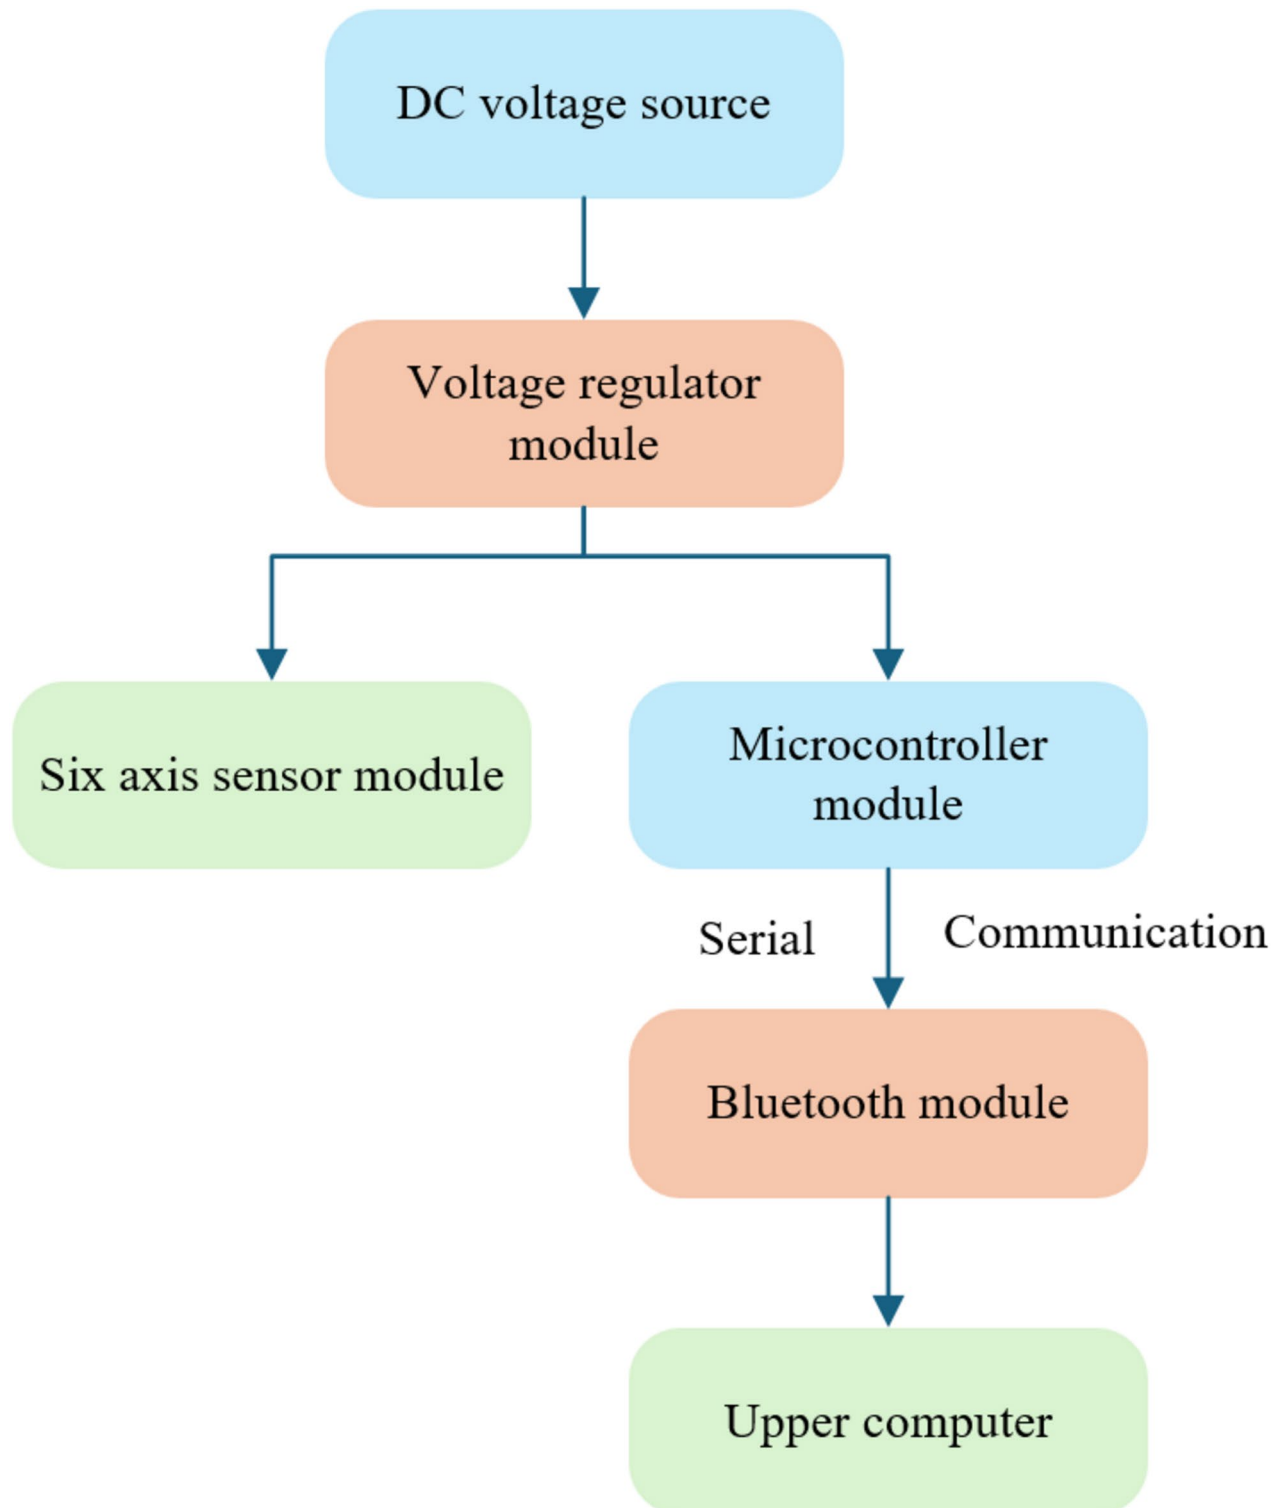 DC voltage source
Voltage regulator
module
Six axis sensor module
Microcontroller
module
Serial
Communication
Bluetooth module
Upper computer